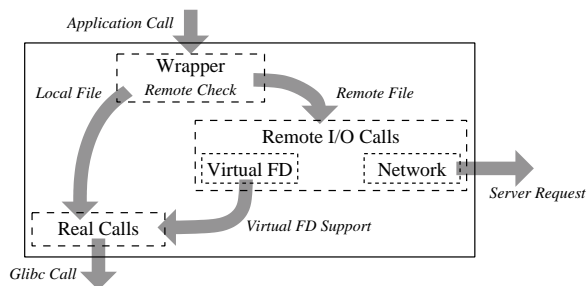 Application Call
Wrapper
Local File
Remote Check
Remote File
Remote I/O Calls
Virtual FD
Network
Server Request
Real Calls
Virtual FD Support
Glibc Call